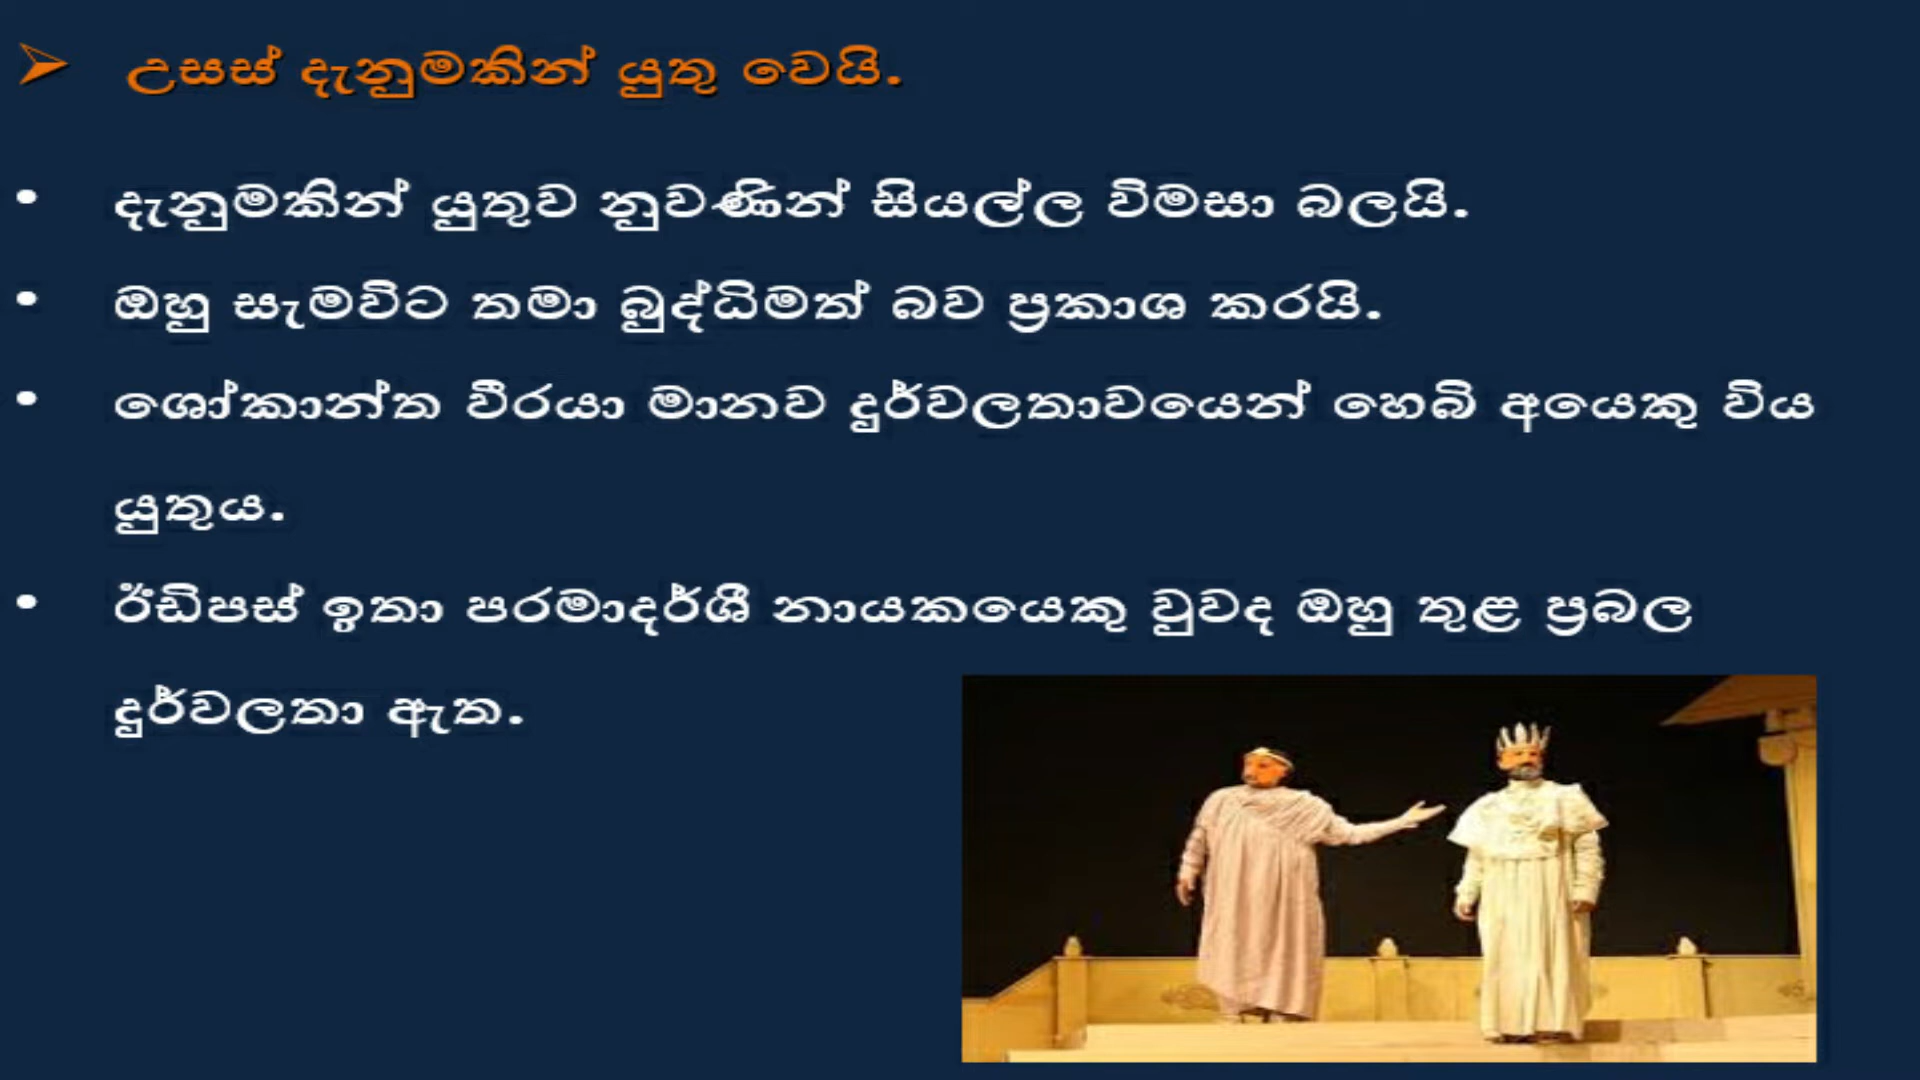 ➢ උසස් දැනුමකින් යුතු වෙයි.
• දැනුමකින් යුතුව නුවණින් සියල්ල විමසා බලයි.
• ඔහු සැමවිට තමා බුද්ධිමත් බව ප්‍රකාශ කරයි.
• ශෝකාන්ත වීරයා මානව දුර්වලතාවයෙන් හෙබි අයෙකු විය
යුතුය.
• ඊඩිපස් ඉතා පරමාදර්ශී නායකයෙකු වුවද ඔහු තුළ ප්‍රබල
දුර්වලතා ඇත.